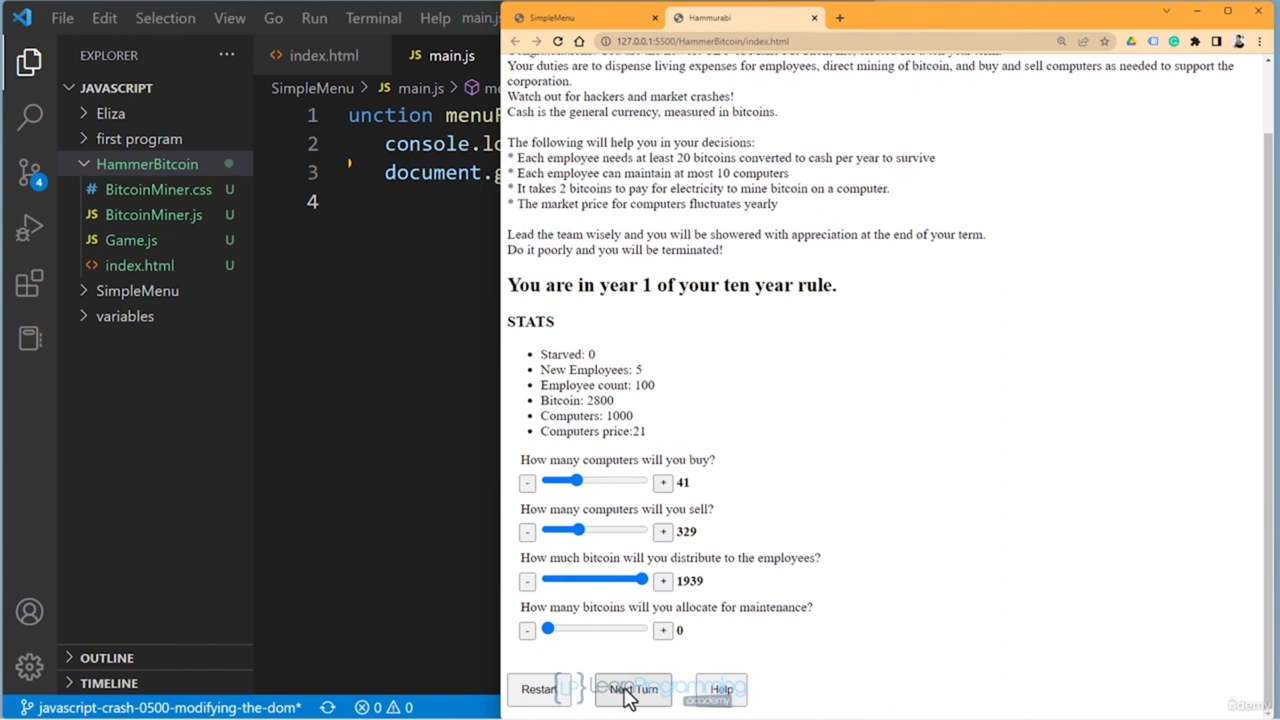 File Edit Selection View Go Run Terminal Help main.js
SimpleMenu
Hammurabi
127.0.0.1:5500/HammerBitcoin/index.html
EXPLORER
index.html
main.js
JAVASCRIPT
SimpleMenu > JS main.js >
Eliza
first program
HammerBitcoin
# BitcoinMiner.css U
JS BitcoinMiner.js U
JS Game.js U
<> index.html U
SimpleMenu
variables
OUTLINE
TIMELINE
4
1 unction menu
2 console.lo
3 document.g
4
Your duties are to dispense living expenses for employees, direct mining of bitcoin, and buy and sell computers as needed to support the
corporation.
Watch out for hackers and market crashes!
Cash is the general currency, measured in bitcoins.
The following will help you in your decisions:
* Each employee needs at least 20 bitcoins converted to cash per year to survive
* Each employee can maintain at most 10 computers
* It takes 2 bitcoins to pay for electricity to mine bitcoin on a computer.
* The market price for computers fluctuates yearly
Lead the team wisely and you will be showered with appreciation at the end of your term.
Do it poorly and you will be terminated!
You are in year 1 of your ten year rule.
STATS
• Starved: 0
• New Employees: 5
• Employee count: 100
• Bitcoin: 2800
• Computers: 1000
• Computers price:21
How many computers will you buy?
- + 41
How many computers will you sell?
- + 329
How much bitcoin will you distribute to the employees?
- + 1939
How many bitcoins will you allocate for maintenance?
- + 0
Restart Next Turn Help
LearnProgramming
academy
javascript-crash-0500-modifying-the-dom* 0 0
ûdemy